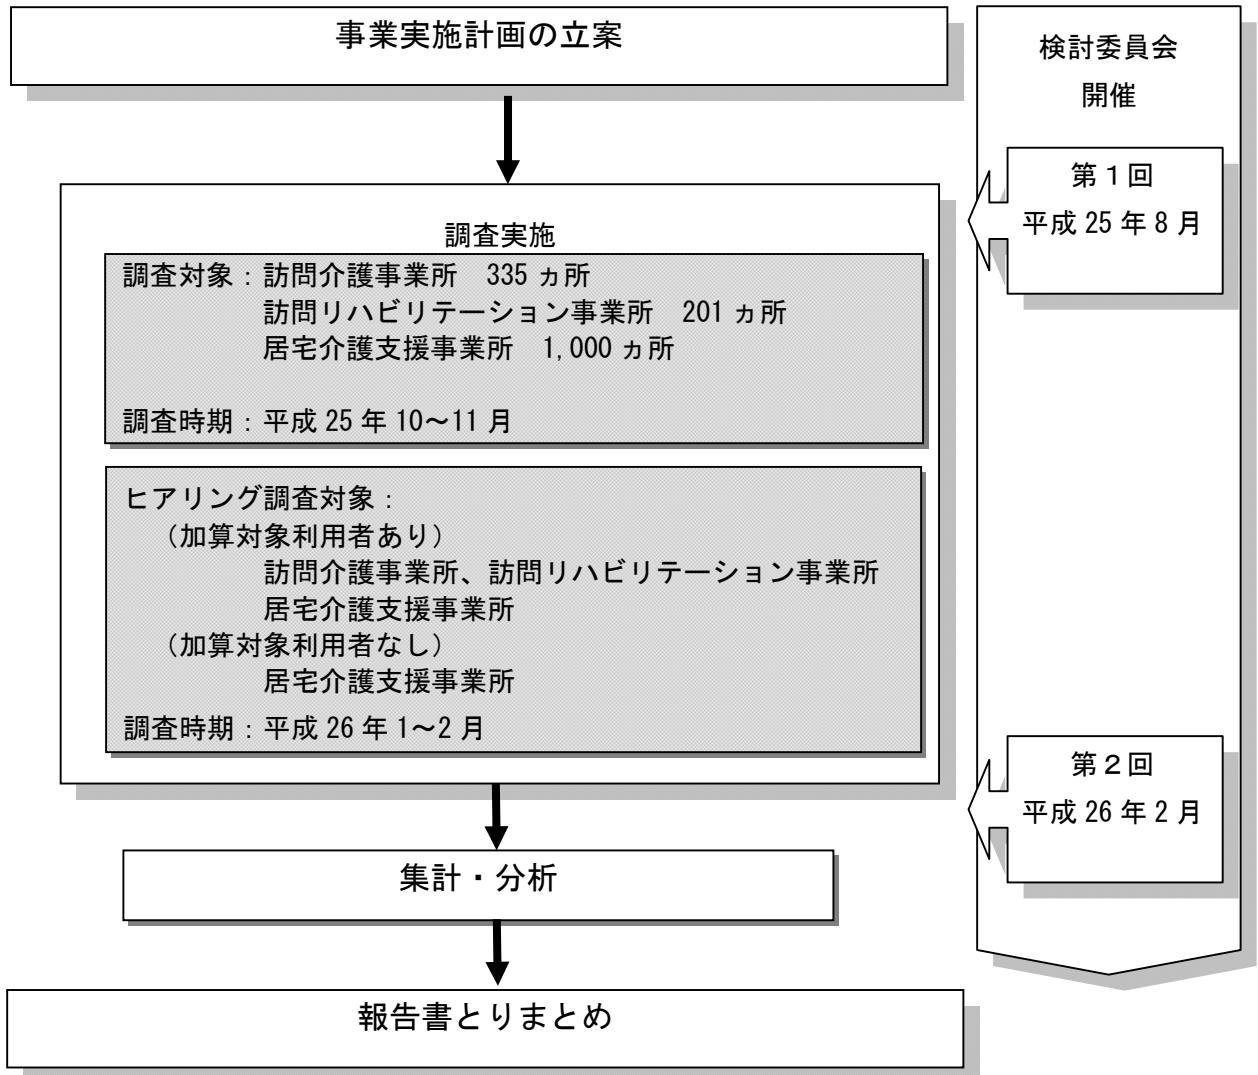 事業実施計画の立案
検討委員会
開催
第1回
平成 25 年 8 月
調査実施
調査対象：訪問介護事業所　335 ヵ所
訪問リハビリテーション事業所　201 ヵ所
居宅介護支援事業所　1,000 ヵ所
調査時期：平成 25 年 10～11 月
ヒアリング調査対象：
（加算対象利用者あり）
訪問介護事業所、訪問リハビリテーション事業所
居宅介護支援事業所
（加算対象利用者なし）
居宅介護支援事業所
調査時期：平成 26 年 1～2 月
第2回
平成 26 年 2 月
集計・分析
報告書とりまとめ